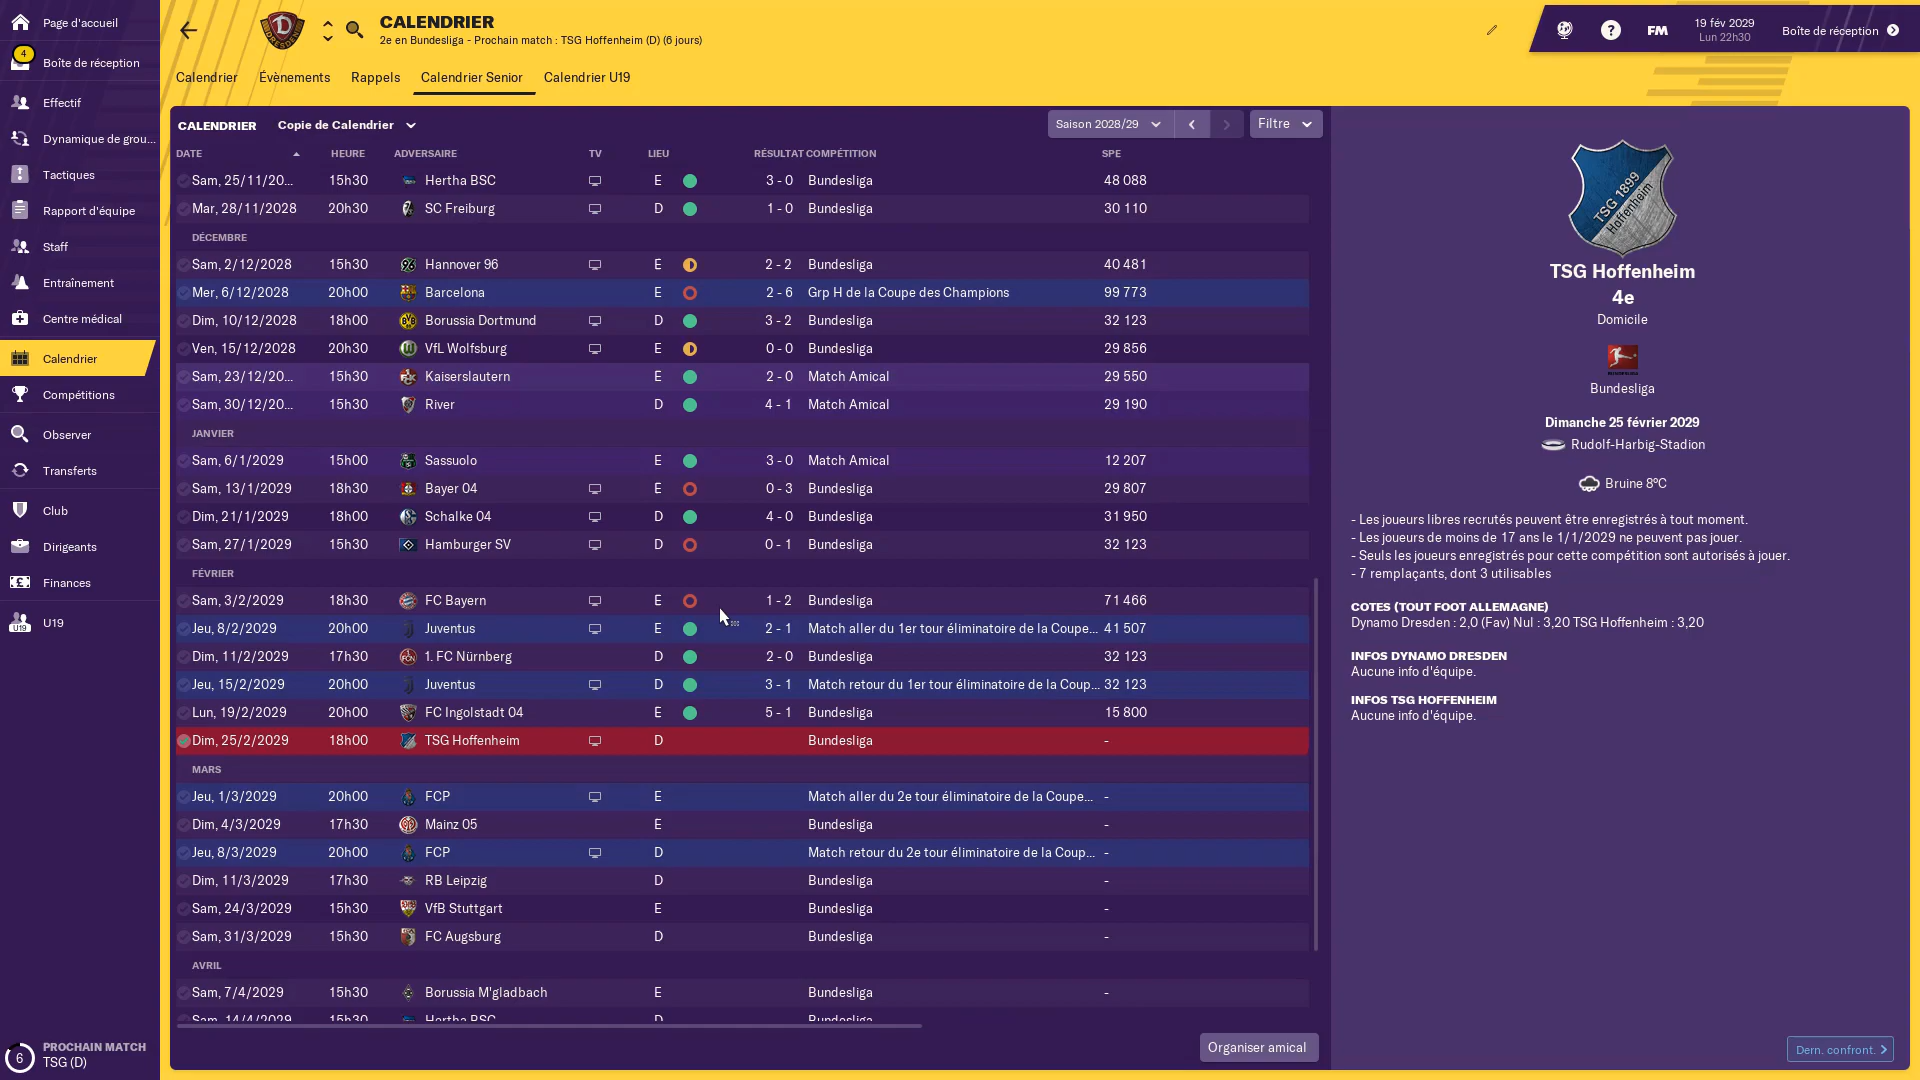 Page d'accueil
4
Boîte de réception
Effectif
Dynamique de grou...
Tactiques
Rapport d'équipe
Staff
Entraînement
Centre médical
Calendrier
Compétitions
Observer
Transferts
Club
Dirigeants
Finances
U19
U19
6
PROCHAIN MATCH
TSG (D)
CALENDRIER
2e en Bundesliga - Prochain match : TSG Hoffenheim (D) (6 jours)
FM
19 fév 2029
Lun 22h30
Boîte de réception
Calendrier Évènements Rappels Calendrier Senior Calendrier U19
CALENDRIER Copie de Calendrier
Saison 2028/29
Filtre
DATE HEURE ADVERSAIRE TV LIEU RÉSULTAT COMPÉTITION SPE
Sam, 25/11/20... 15h30 Hertha BSC E 3 - 0 Bundesliga 48 088
Mar, 28/11/2028 20h30 SC Freiburg D 1 - 0 Bundesliga 30 110
DÉCEMBRE
Sam, 2/12/2028 15h30 Hannover 96 E 2 - 2 Bundesliga 40 481
Mer, 6/12/2028 20h00 Barcelona E 2 - 6 Grp H de la Coupe des Champions 99 773
Dim, 10/12/2028 18h00 Borussia Dortmund D 3 - 2 Bundesliga 32 123
Ven, 15/12/2028 20h30 VfL Wolfsburg E 0 - 0 Bundesliga 29 856
Sam, 23/12/20... 15h30 Kaiserslautern E 2 - 0 Match Amical 29 550
Sam, 30/12/20... 15h30 River D 4 - 1 Match Amical 29 190
JANVIER
Sam, 6/1/2029 15h00 Sassuolo E 3 - 0 Match Amical 12 207
Sam, 13/1/2029 18h30 Bayer 04 E 0 - 3 Bundesliga 29 807
Dim, 21/1/2029 18h00 Schalke 04 D 4 - 0 Bundesliga 31 950
Sam, 27/1/2029 15h30 Hamburger SV D 0 - 1 Bundesliga 32 123
FÉVRIER
Sam, 3/2/2029 18h30 FC Bayern E 1 - 2 Bundesliga 71 466
Jeu, 8/2/2029 20h00 Juventus E 2 - 1 Match aller du 1er tour éliminatoire de la Coupe... 41 507
Dim, 11/2/2029 17h30 1. FC Nürnberg D 2 - 0 Bundesliga 32 123
Jeu, 15/2/2029 20h00 Juventus D 3 - 1 Match retour du 1er tour éliminatoire de la Coup... 32 123
Lun, 19/2/2029 20h00 FC Ingolstadt 04 E 5 - 1 Bundesliga 15 800
Dim, 25/2/2029 18h00 TSG Hoffenheim D Bundesliga -
MARS
Jeu, 1/3/2029 20h00 FCP E Match aller du 2e tour éliminatoire de la Coupe... -
Dim, 4/3/2029 17h30 Mainz 05 E Bundesliga -
Jeu, 8/3/2029 20h00 FCP D Match retour du 2e tour éliminatoire de la Coup... -
Dim, 11/3/2029 17h30 RB Leipzig D Bundesliga -
Sam, 24/3/2029 15h30 VfB Stuttgart E Bundesliga -
Sam, 31/3/2029 15h30 FC Augsburg D Bundesliga -
AVRIL
Sam, 7/4/2029 15h30 Borussia M'gladbach E Bundesliga -
Sam, 14/4/2029 15h30 Hertha BSC D Bundesliga
Organiser amical
TSG 1899
Hoffenheim
TSG Hoffenheim
4e
Domicile
Bundesliga
Dimanche 25 février 2029
Rudolf-Harbig-Stadion
Bruine 8ºC
- Les joueurs libres recrutés peuvent être enregistrés à tout moment.
- Les joueurs de moins de 17 ans le 1/1/2029 ne peuvent pas jouer.
- Seuls les joueurs enregistrés pour cette compétition sont autorisés à jouer.
- 7 remplaçants, dont 3 utilisables
COTES (TOUT FOOT ALLEMAGNE)
Dynamo Dresden : 2,0 (Fav) Nul : 3,20 TSG Hoffenheim : 3,20
INFOS DYNAMO DRESDEN
Aucune info d'équipe.
INFOS TSG HOFFENHEIM
Aucune info d'équipe.
Dern. confront.